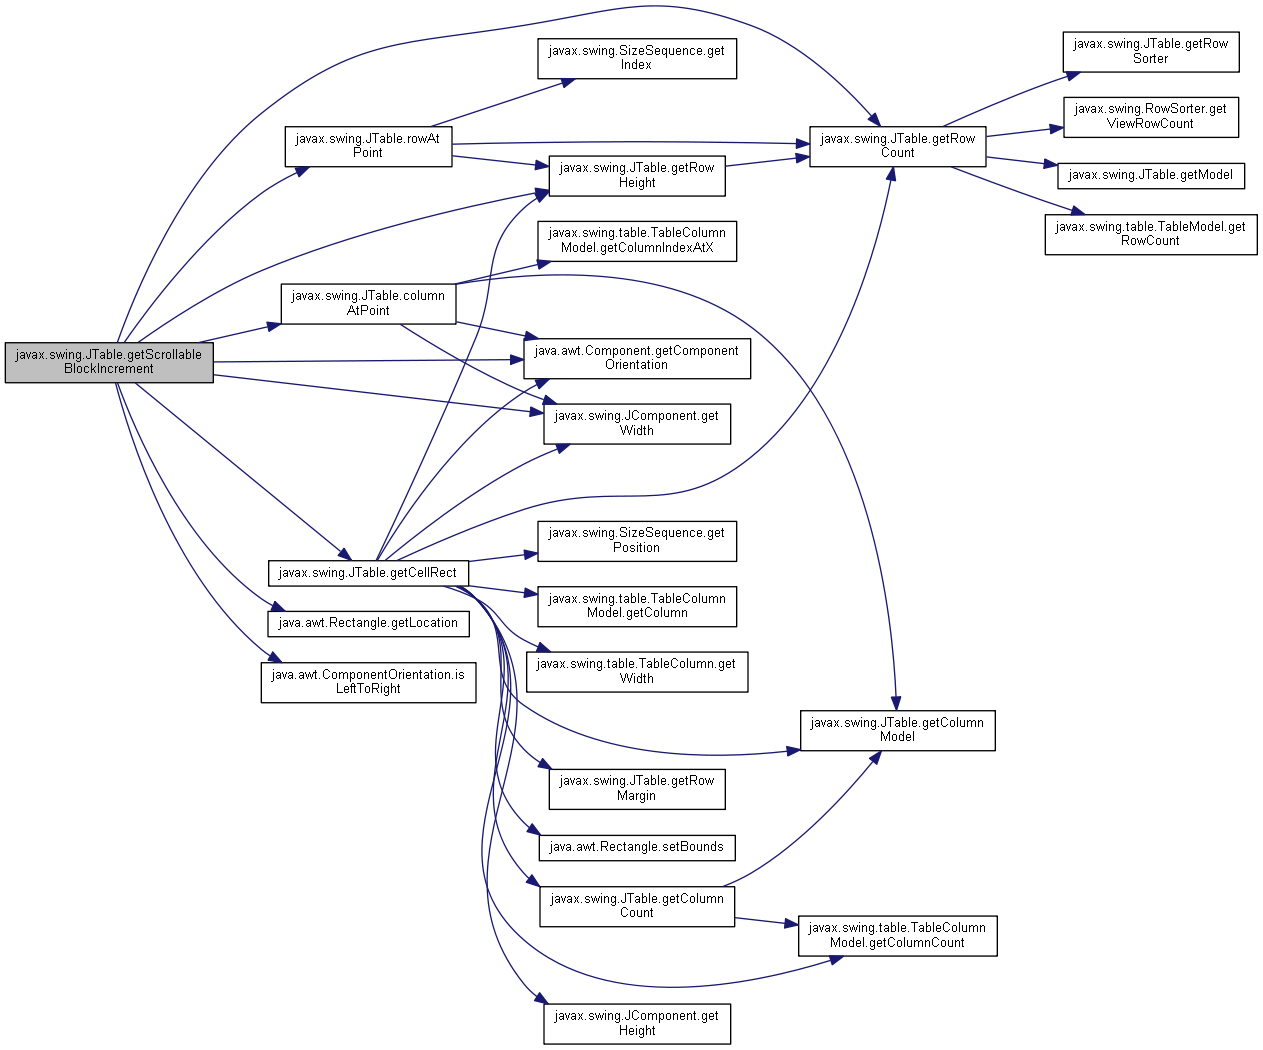 javax.swing.JTable.getScrollable
BlockIncrement
javax.swing.JTable.rowAt
Point
javax.swing.JTable.column
AtPoint
javax.swing.JTable.getCellRect
java.awt.Rectangle.getLocation
java.awt.ComponentOrientation.is
LeftToRight
javax.swing.SizeSequence.get
Index
javax.swing.JTable.getRow
Height
javax.swing.table.TableColumn
Model.getColumnIndexAtX
java.awt.Component.getComponent
Orientation
javax.swing.JComponent.get
Width
javax.swing.SizeSequence.get
Position
javax.swing.table.TableColumn
Model.getColumn
javax.swing.table.TableColumn.get
Width
javax.swing.JTable.getRow
Margin
java.awt.Rectangle.setBounds
javax.swing.JTable.getColumn
Count
javax.swing.JComponent.get
Height
javax.swing.JTable.getRow
Count
javax.swing.JTable.getColumn
Model
javax.swing.table.TableColumn
Model.getColumnCount
javax.swing.JTable.getRow
Sorter
javax.swing.RowSorter.get
ViewRowCount
javax.swing.JTable.getModel
javax.swing.table.TableModel.get
RowCount